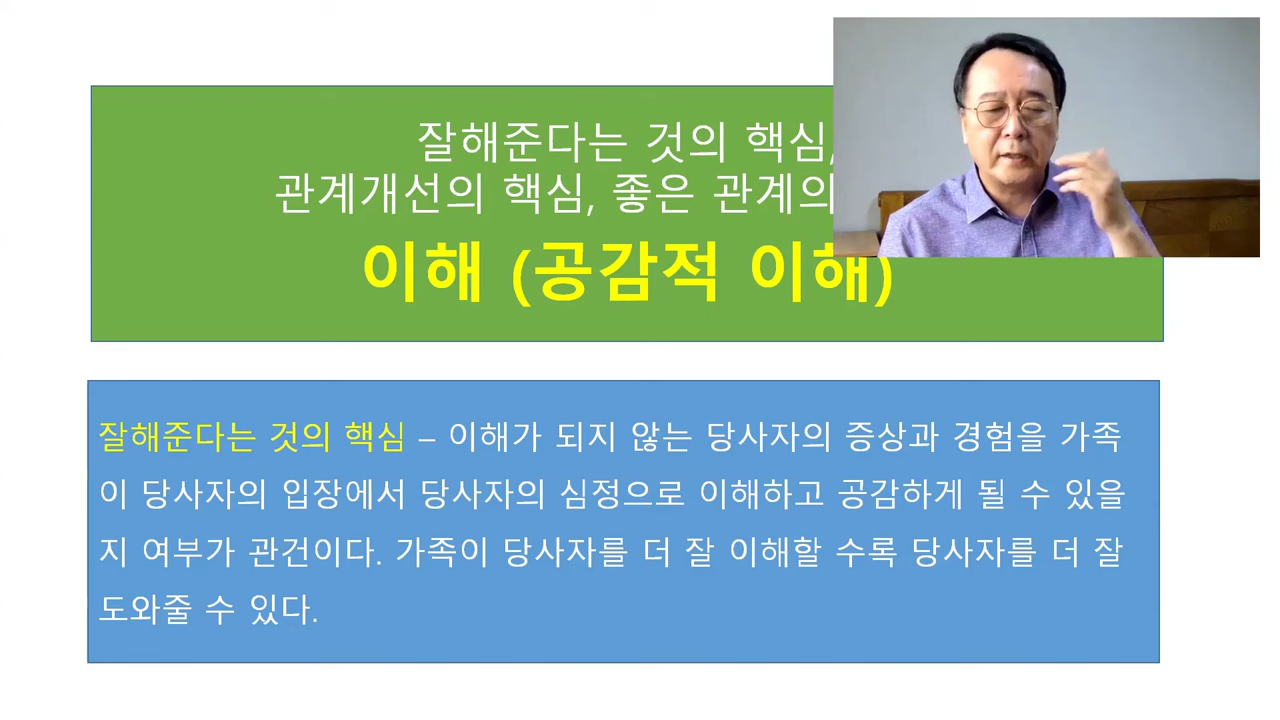 잘해준다는 것의 핵심,
관계개선의 핵심, 좋은 관계의
이해 (공감적 이해)
잘해준다는 것의 핵심 – 이해가 되지 않는 당사자의 증상과 경험을 가족
이 당사자의 입장에서 당사자의 심정으로 이해하고 공감하게 될 수 있을
지 여부가 관건이다. 가족이 당사자를 더 잘 이해할 수록 당사자를 더 잘
도와줄 수 있다.